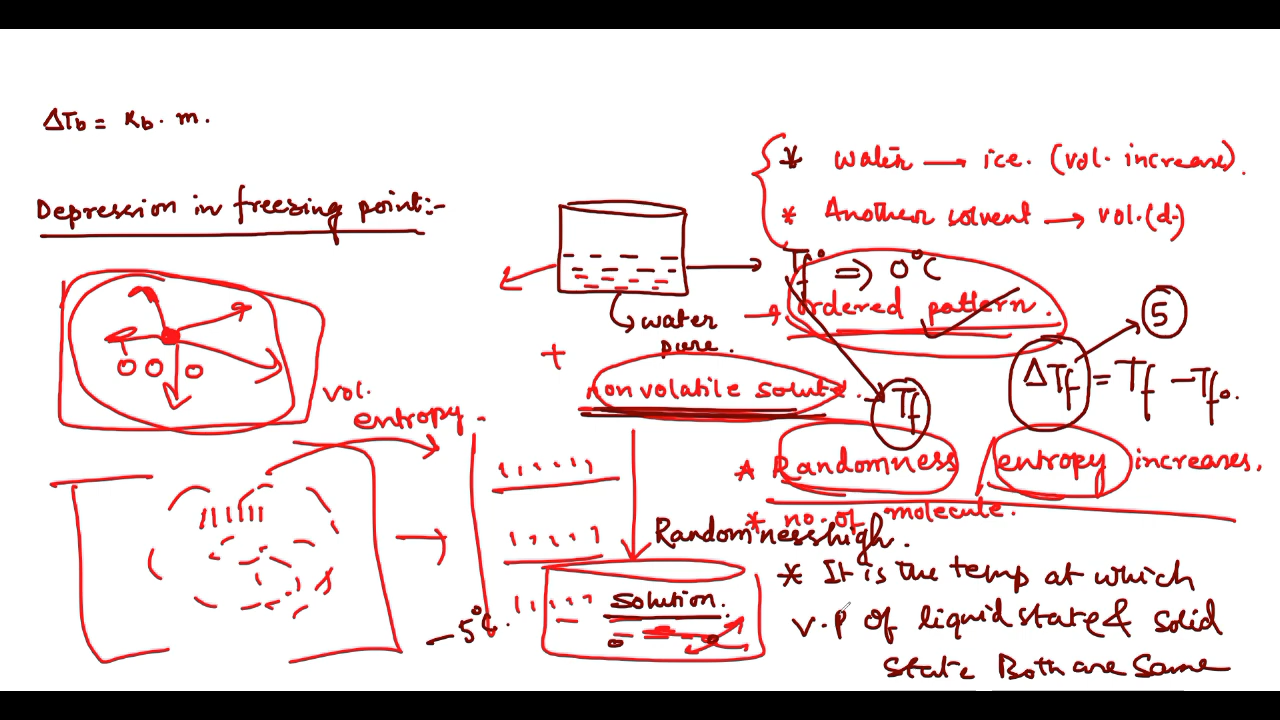 ΔTb = Kb. m.
* water → ice. (vol. increase).
Depression in freezing point:-
* Another solvent → vol. (d.)
Tf° => 0°C
→ ordered pattern.
water
pure.
5
+
ΔTf = Tf - Tf°.
non volatile solute. → Tf
vol.
entropy.
* Randomness / entropy increases.
* no. of molecule.
Randomness high.
* It is the temp at which
solution.
v.p of liquid state & solid
-5°C.
state Both are same